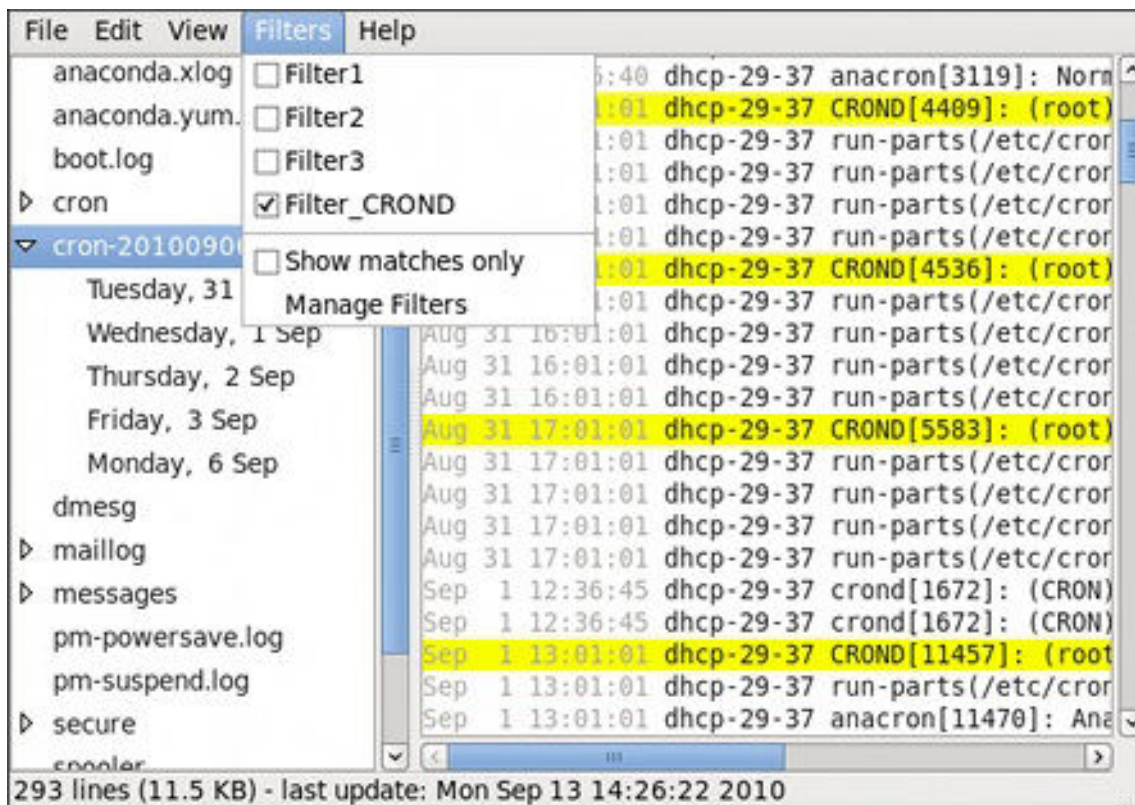 File Edit View Filters Help
anaconda.xlog
anaconda.yum.
boot.log
cron
cron-2010090
Tuesday, 31
Wednesday, 1 Sep
Thursday, 2 Sep
Friday, 3 Sep
Monday, 6 Sep
dmesg
maillog
messages
pm-powersave.log
pm-suspend.log
secure
spooler
Filter1
Filter2
Filter3
Filter_CROND
Show matches only
Manage Filters
:40 dhcp-29-37 anacron[3119]: Norm
:01 dhcp-29-37 CROND[4409]: (root)
:01 dhcp-29-37 run-parts(/etc/cron
:01 dhcp-29-37 run-parts(/etc/cron
:01 dhcp-29-37 run-parts(/etc/cron
:01 dhcp-29-37 run-parts(/etc/cron
:01 dhcp-29-37 CROND[4536]: (root)
:01 dhcp-29-37 run-parts(/etc/cron
Aug 31 16:01:01 dhcp-29-37 run-parts(/etc/cron
Aug 31 16:01:01 dhcp-29-37 run-parts(/etc/cron
Aug 31 16:01:01 dhcp-29-37 run-parts(/etc/cron
Aug 31 17:01:01 dhcp-29-37 CROND[5583]: (root)
Aug 31 17:01:01 dhcp-29-37 run-parts(/etc/cron
Aug 31 17:01:01 dhcp-29-37 run-parts(/etc/cron
Aug 31 17:01:01 dhcp-29-37 run-parts(/etc/cron
Aug 31 17:01:01 dhcp-29-37 run-parts(/etc/cron
Sep 1 12:36:45 dhcp-29-37 crond[1672]: (CRON)
Sep 1 12:36:45 dhcp-29-37 crond[1672]: (CRON)
Sep 1 13:01:01 dhcp-29-37 CROND[11457]: (root
Sep 1 13:01:01 dhcp-29-37 run-parts(/etc/cron
Sep 1 13:01:01 dhcp-29-37 anacron[11470]: Ana
293 lines (11.5 KB) - last update: Mon Sep 13 14:26:22 2010